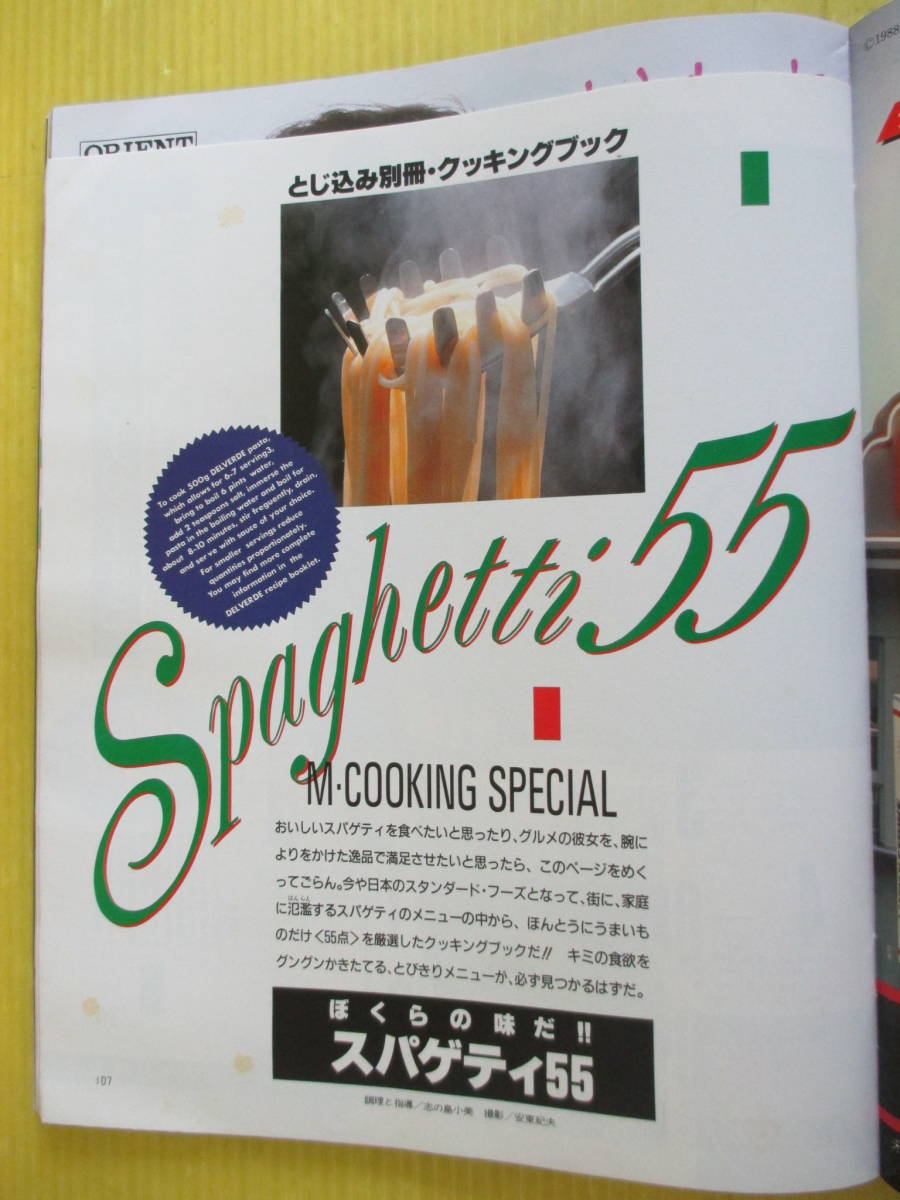 ©1988
ORIENT
とじ込み別冊・クッキングブック
To cook 500g DELVERDE pasta,
which allows for 6-7 serving3,
bring to boil 6 pints water,
add 2 teaspoons salt, immerse the
pasta in the boiling water and boil for
about 8-10 minutes, stir frequently, drain,
and serve with sauce of your choice.
For smaller servings reduce
quantities proportionately.
You may find more complete
information in the
DELVERDE recipe booklet.
Spaghetti 55
M・COOKING SPECIAL
おいしいスパゲティを食べたいと思ったり、グルメの彼女を、腕に
よりをかけた逸品で満足させたいと思ったら、このページをめく
ってごらん。今や日本のスタンダード・フーズとなって、街に、家庭
に氾濫するスパゲティのメニューの中から、ほんとうにうまいも
のだけ〈55点〉を厳選したクッキングブックだ!! キミの食欲を
グングンかきたてる、とびきりメニューが、必ず見つかるはずだ。
ぼくらの味だ!!
スパゲティ55
調理と指導/志の島小美 撮影/安東紀夫
107